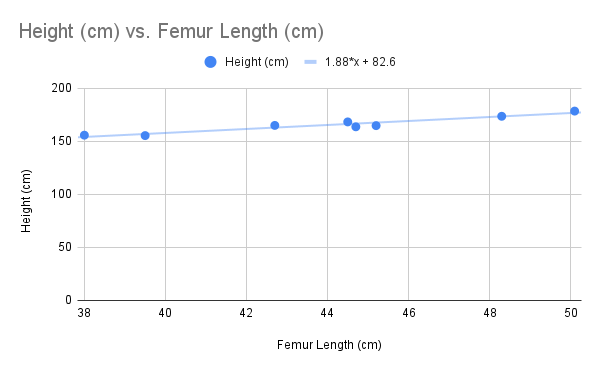 Height (cm) vs. Femur Length (cm)
Height (cm) 1.88*x + 82.6
200
150
100
50
0
38 40 42 44 46 48 50
Height (cm)
Femur Length (cm)